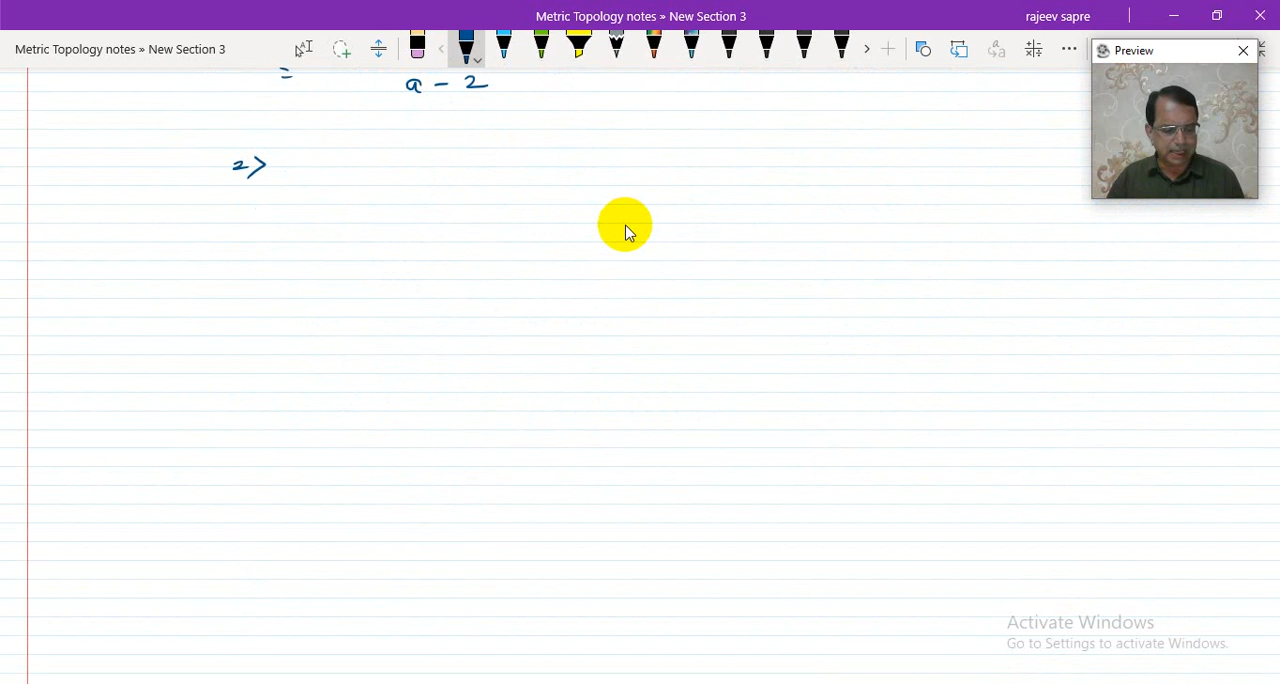 Metric Topology notes » New Section 3
rajeev sapre
Metric Topology notes » New Section 3
Preview
=
a - 2
2>
Activate Windows
Go to Settings to activate Windows.